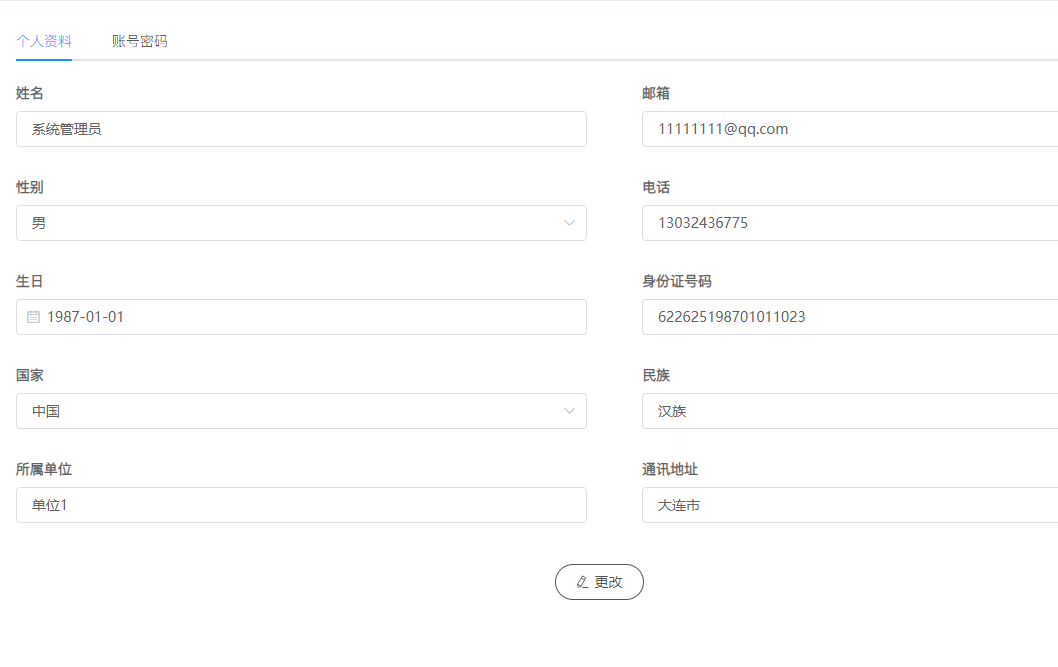 个人资料 账号密码
姓名 邮箱
系统管理员 11111111@qq.com
性别 电话
男 13032436775
生日 身份证号码
1987-01-01 622625198701011023
国家 民族
中国 汉族
所属单位 通讯地址
单位1 大连市
更改